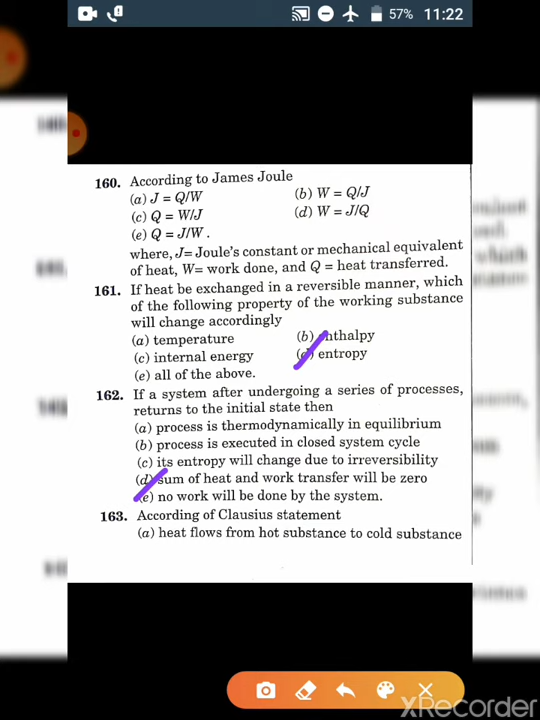 57% 11:22
160. According to James Joule
(a) J = Q/W (b) W = Q/J
(c) Q = W/J (d) W = J/Q
(e) Q = J/W .
where, J= Joule's constant or mechanical equivalent
of heat, W= work done, and Q = heat transferred.
161. If heat be exchanged in a reversible manner, which
of the following property of the working substance
will change accordingly
(a) temperature (b) enthalpy
(c) internal energy (d) entropy
(e) all of the above.
162. If a system after undergoing a series of processes,
returns to the initial state then
(a) process is thermodynamically in equilibrium
(b) process is executed in closed system cycle
(c) its entropy will change due to irreversibility
(d) sum of heat and work transfer will be zero
(e) no work will be done by the system.
163. According of Clausius statement
(a) heat flows from hot substance to cold substance
XRecorder